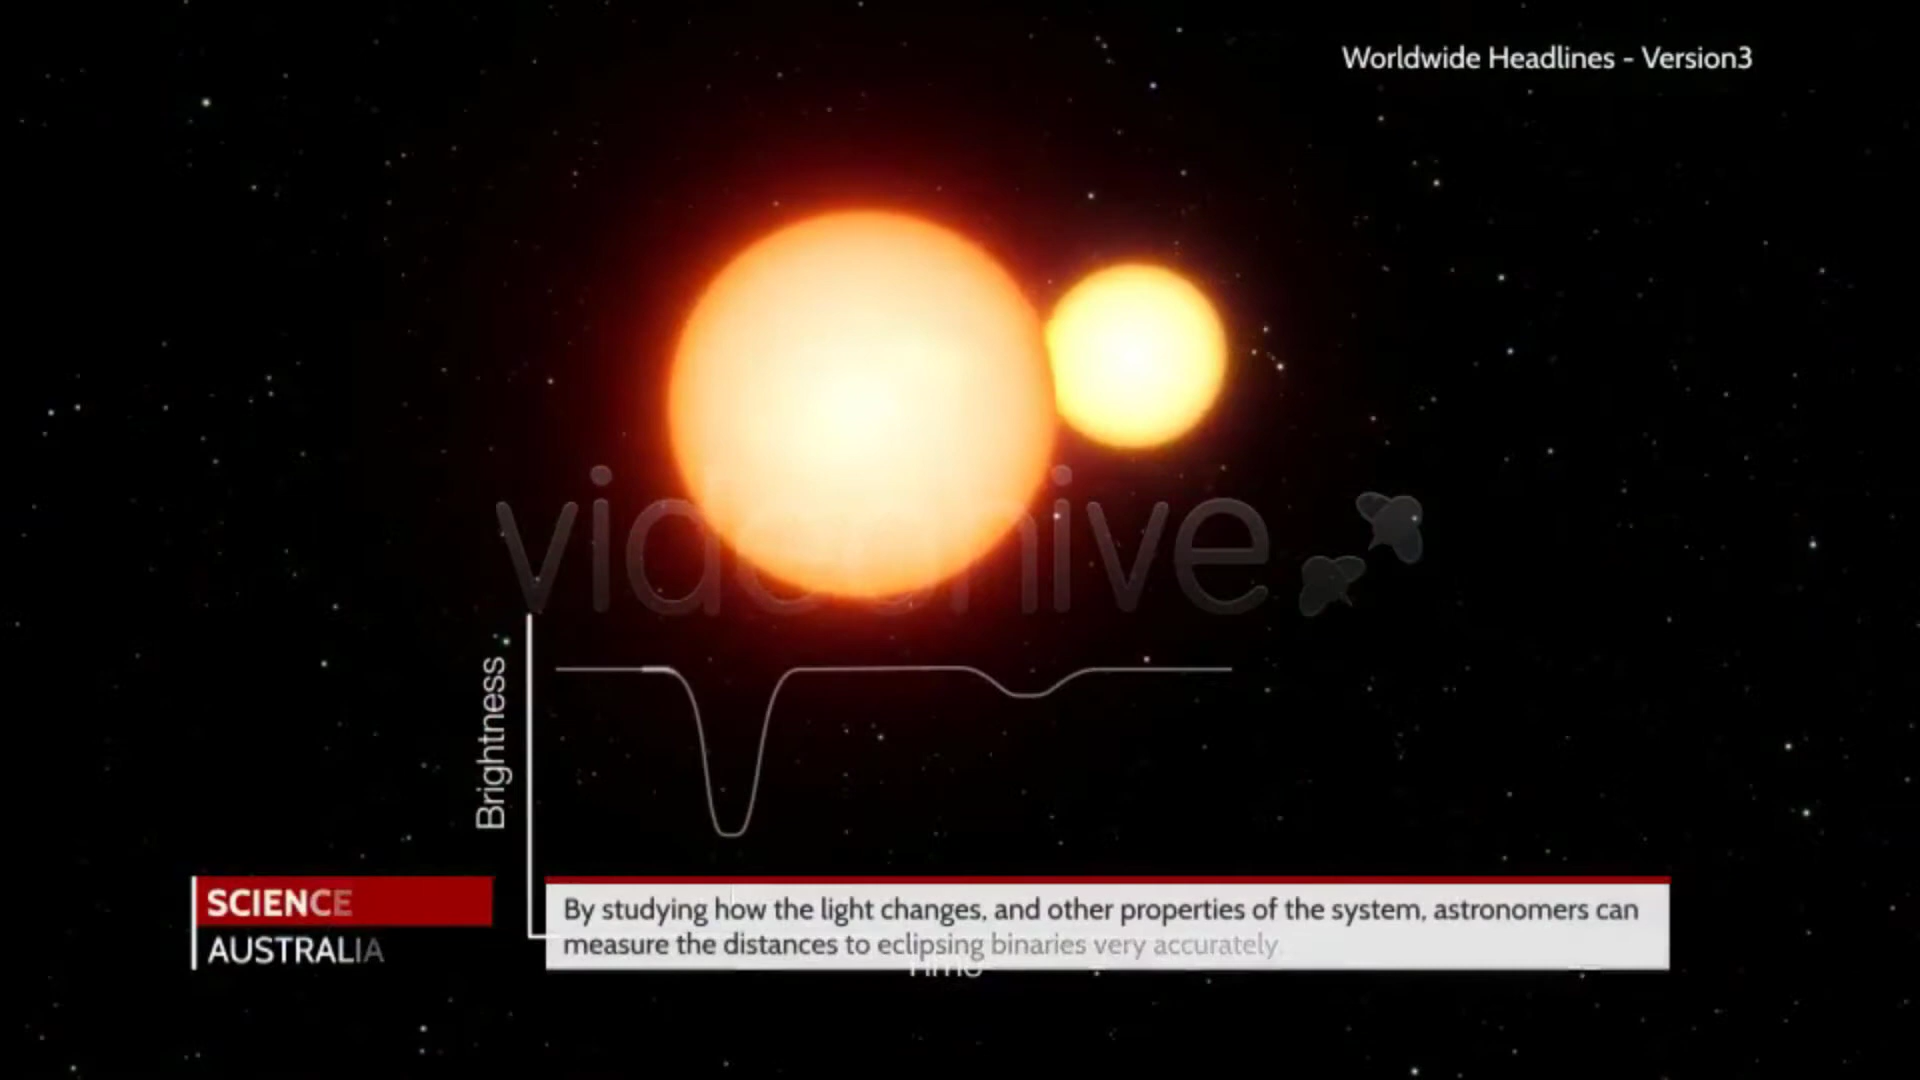 Worldwide Headlines - Version3
videohive
Brightness
SCIENCE
AUSTRALIA
By studying how the light changes, and other properties of the system, astronomers can
measure the distances to eclipsing binaries very accurately.